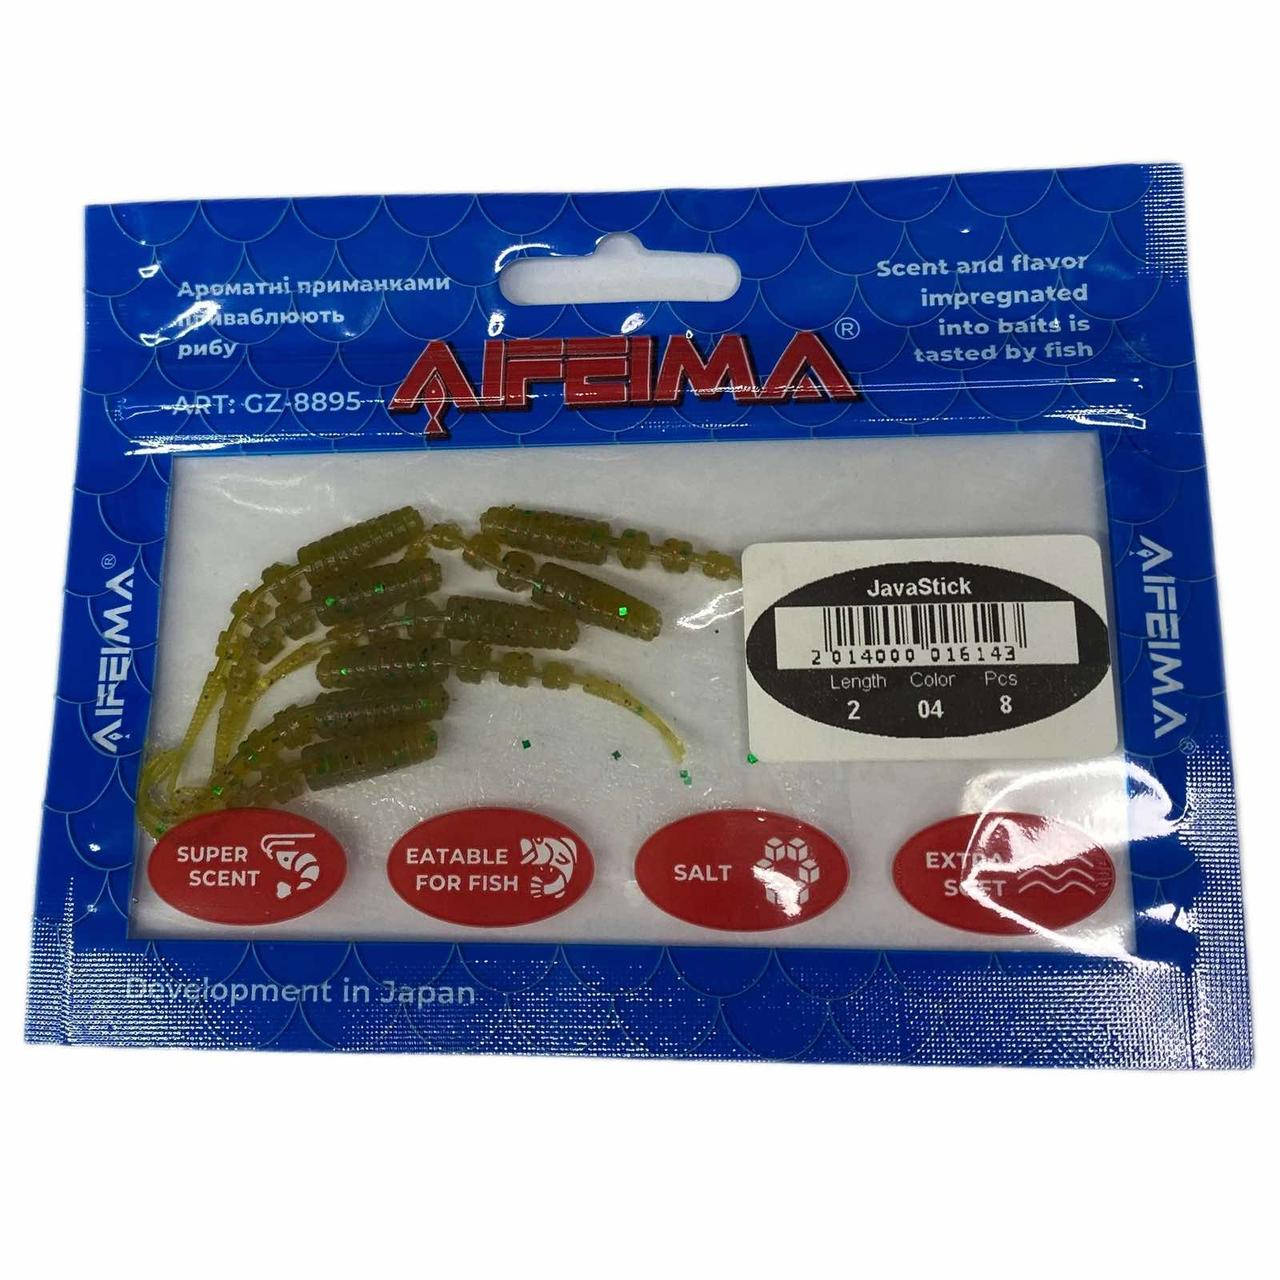 Ароматні приманками
приваблюють
рибу
ART: GZ-8895
AIFEIMA®
Scent and flavor
impregnated
into baits is
tasted by fish
AIFEIMA®
JavaStick
2 014000 016143
Length Color Pcs
2 04 8
AIFEIMA®
SUPER
SCENT
EATABLE
FOR FISH
SALT
EXTRA
SOFT
Development in Japan